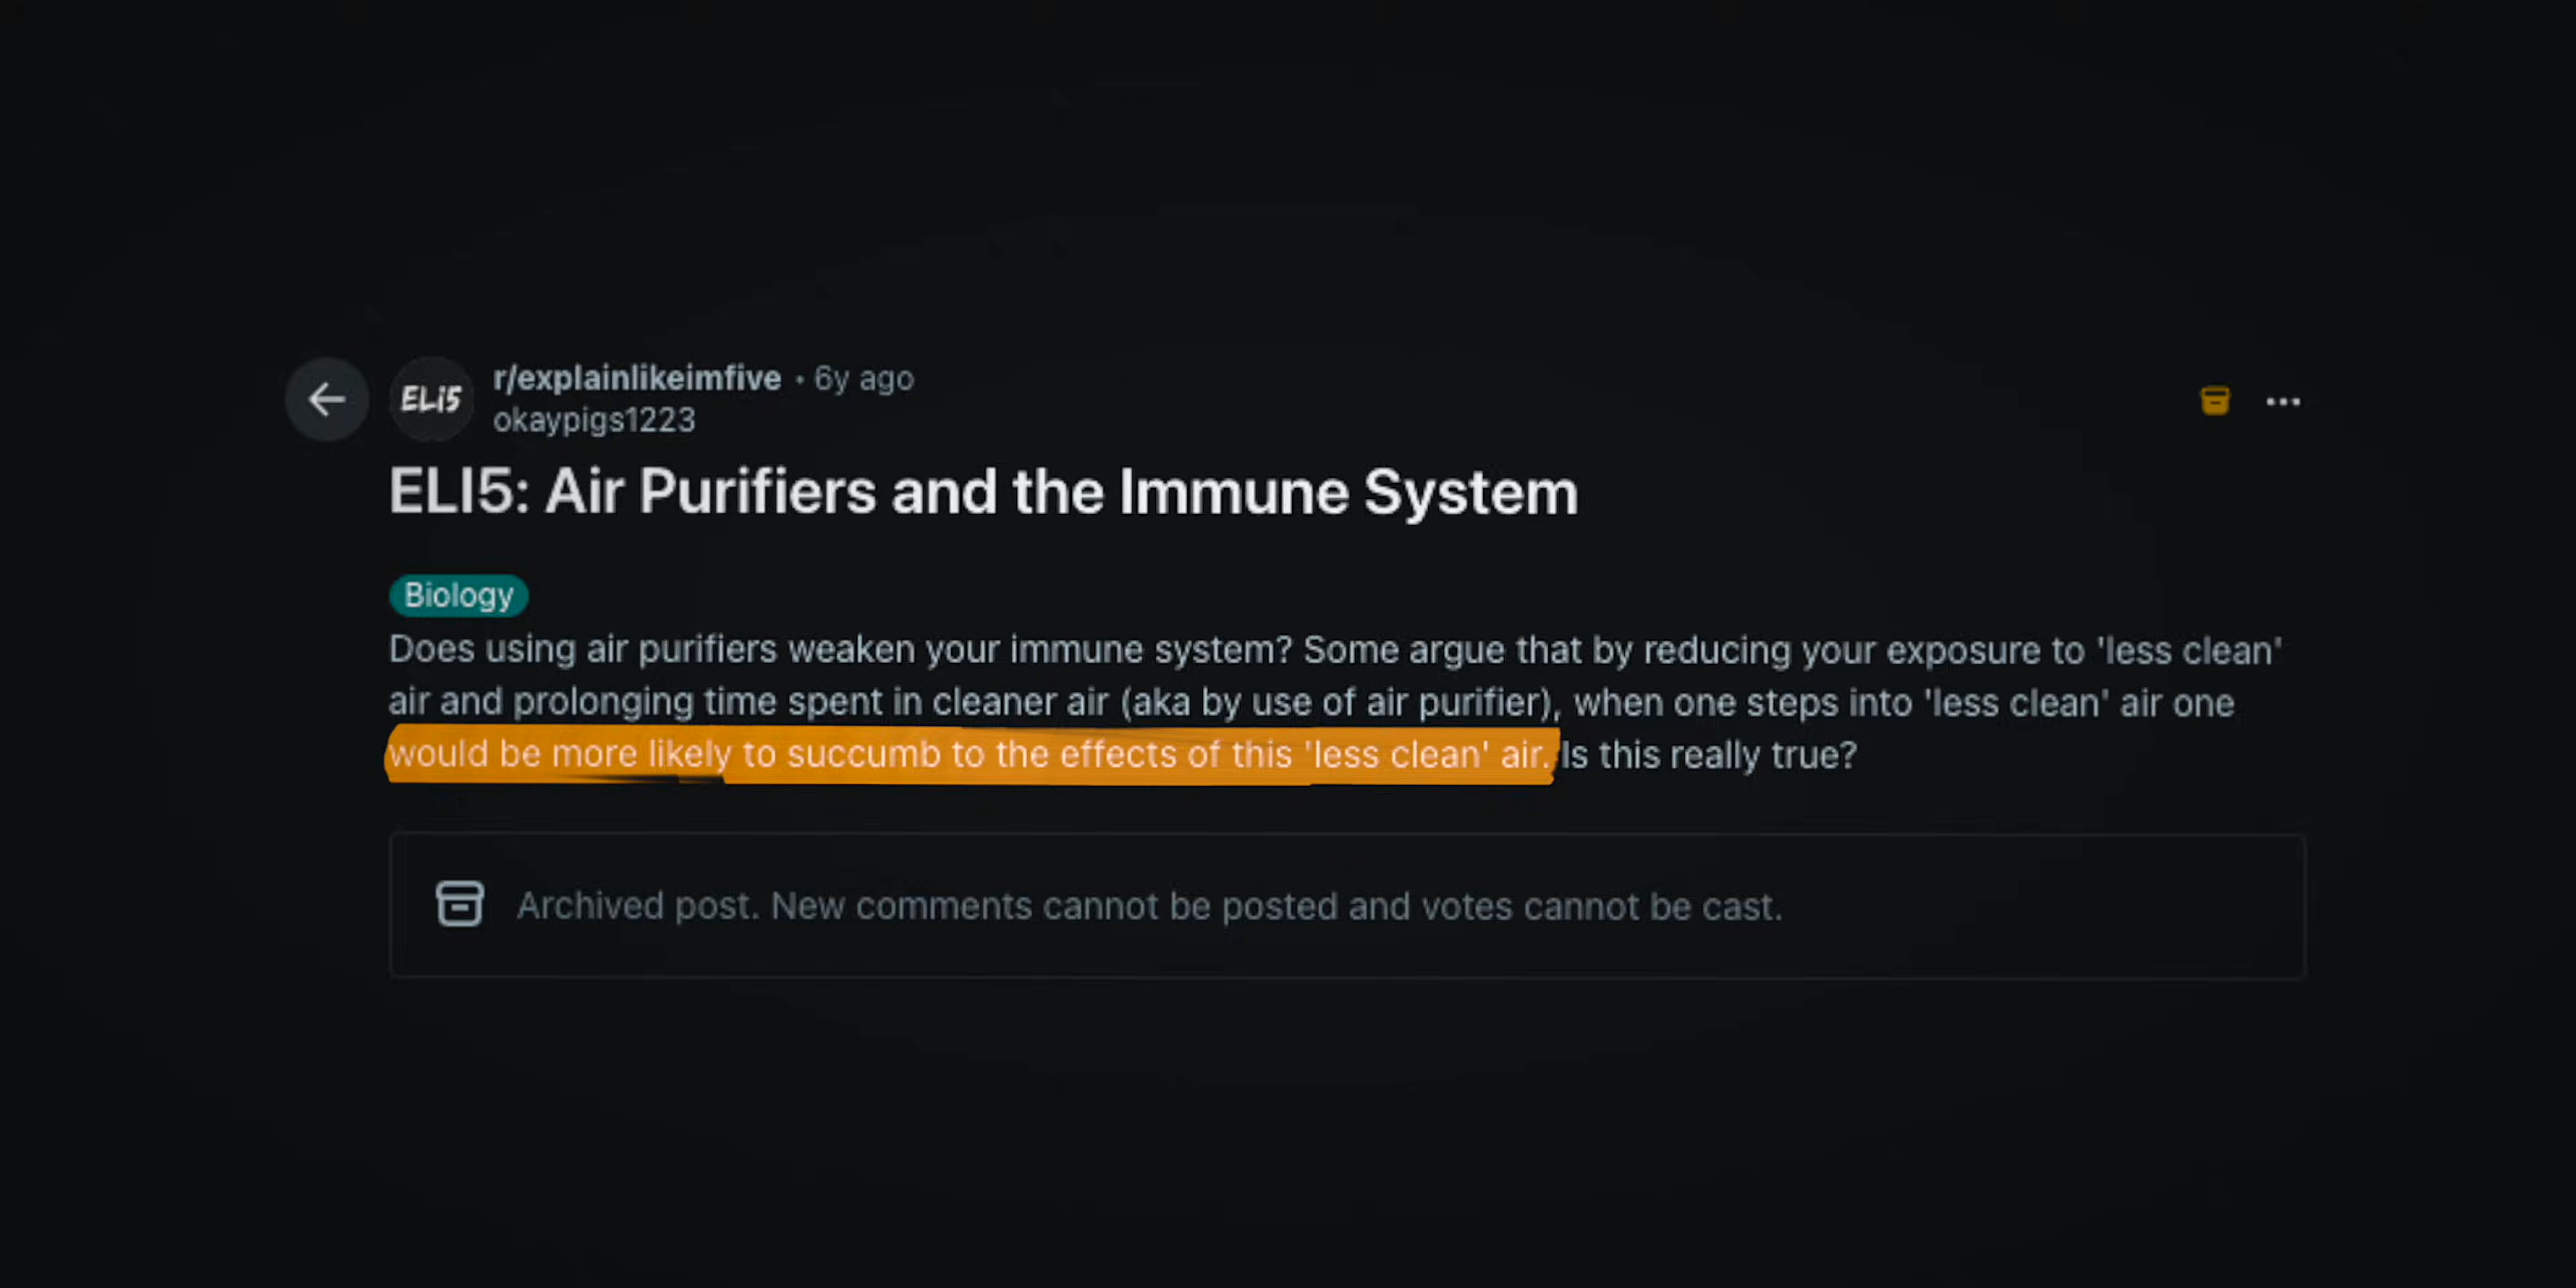 r/explainlikeimfive • 6y ago
ELI5
okaypigs1223
ELI5: Air Purifiers and the Immune System
Biology
Does using air purifiers weaken your immune system? Some argue that by reducing your exposure to 'less clean'
air and prolonging time spent in cleaner air (aka by use of air purifier), when one steps into 'less clean' air one
would be more likely to succumb to the effects of this 'less clean' air. Is this really true?
Archived post. New comments cannot be posted and votes cannot be cast.